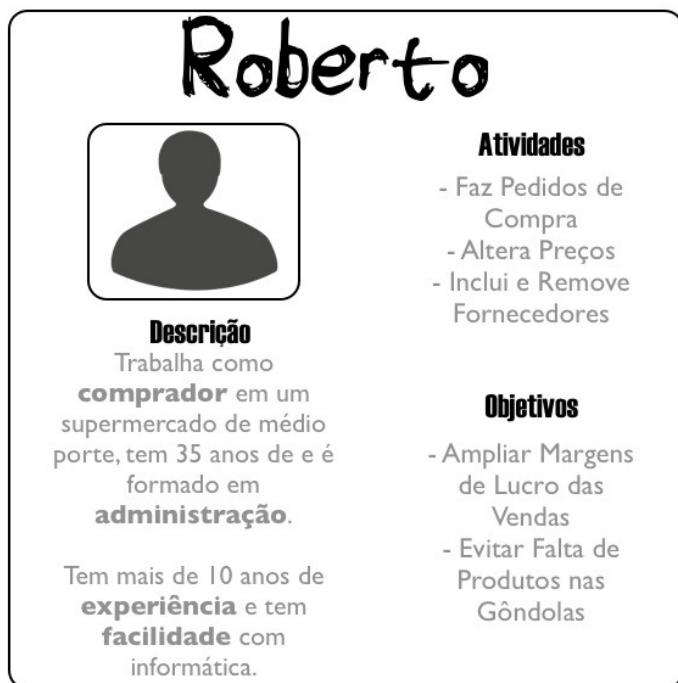 Roberto
Descrição
Trabalha como
comprador em um
supermercado de médio
porte, tem 35 anos de e é
formado em
administração.
Tem mais de 10 anos de
experiência e tem
facilidade com
informática.
Atividades
- Faz Pedidos de
Compra
- Altera Preços
- Inclui e Remove
Fornecedores
Objetivos
- Ampliar Margens
de Lucro das
Vendas
- Evitar Falta de
Produtos nas
Gôndolas